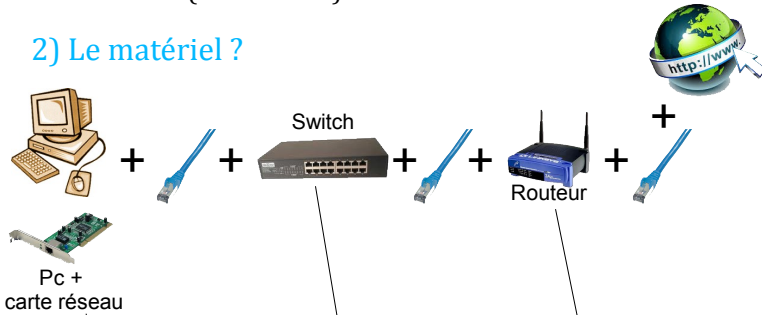 2) Le matériel ?
http://www.
Switch
Routeur
Pc +
carte réseau